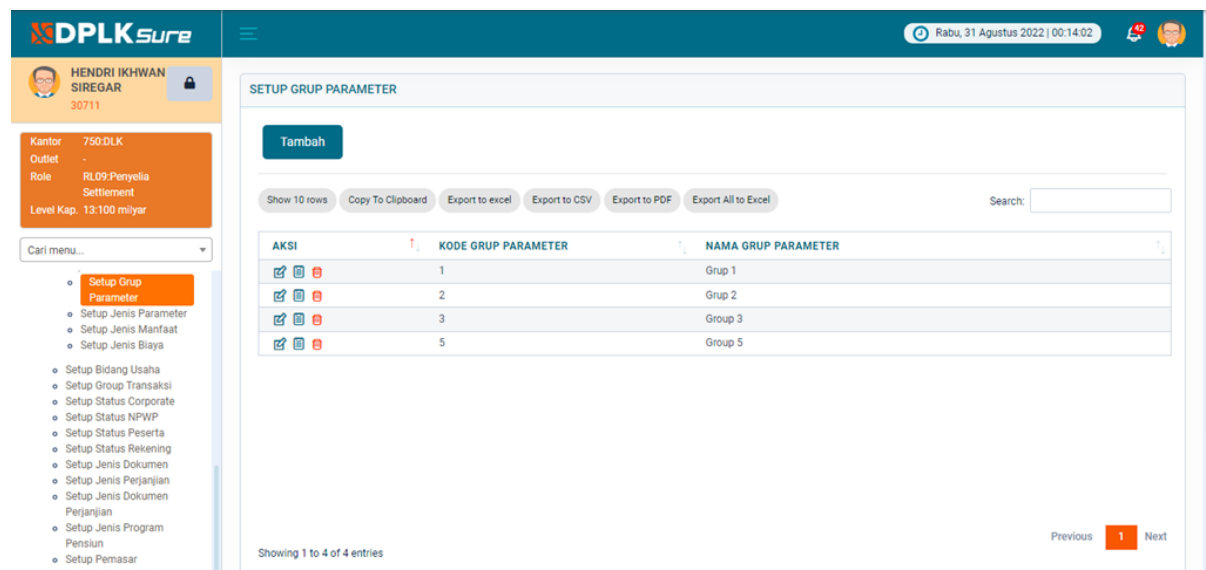 DPLKsure
Rabu, 31 Agustus 2022 | 00:14:02
42
HENDRI IKHWAN
SIREGAR
30711
Kantor 750:DLK
Outlet -
Role RL09:Penyelia
Settlement
Level Kap. 13:100 milyar
Cari menu...
Setup Grup
Parameter
Setup Jenis Parameter
Setup Jenis Manfaat
Setup Jenis Biaya
Setup Bidang Usaha
Setup Group Transaksi
Setup Status Corporate
Setup Status NPWP
Setup Status Peserta
Setup Status Rekening
Setup Jenis Dokumen
Setup Jenis Perjanjian
Setup Jenis Dokumen
Perjanjian
Setup Jenis Program
Pensiun
Setup Pemasar
SETUP GRUP PARAMETER
Tambah
Show 10 rows Copy To Clipboard Export to excel Export to CSV Export to PDF Export All to Excel Search:
AKSI KODE GRUP PARAMETER NAMA GRUP PARAMETER
1 Grup 1
2 Grup 2
3 Group 3
5 Group 5
Previous 1 Next
Showing 1 to 4 of 4 entries